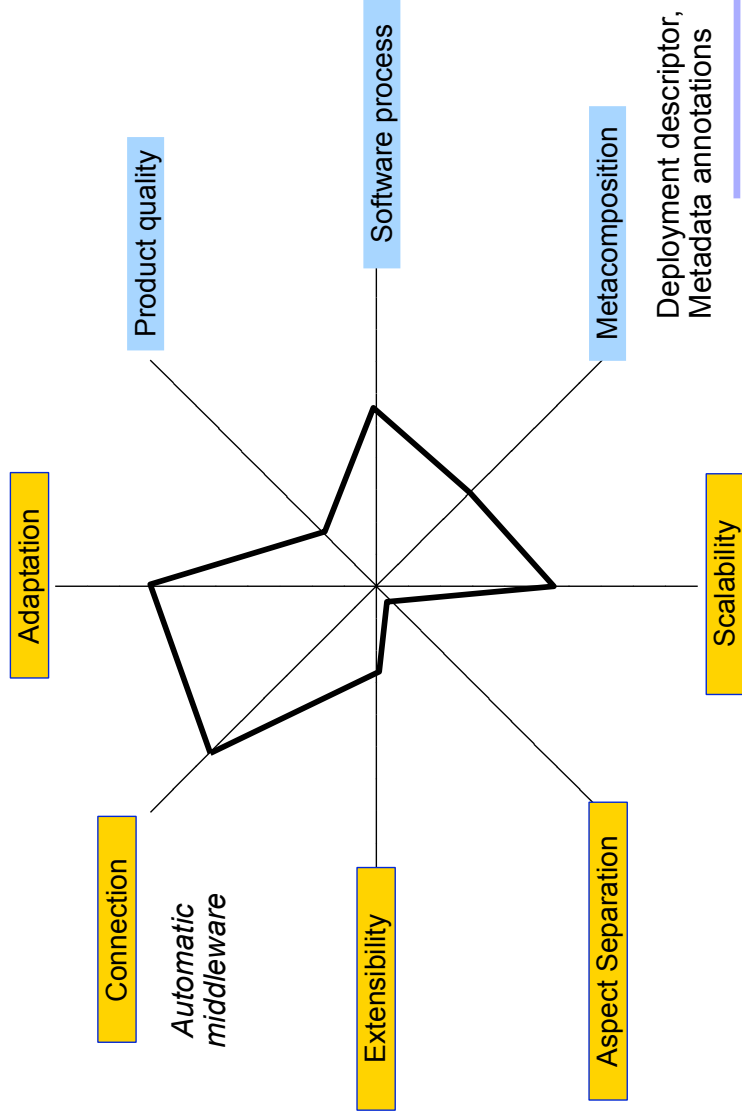 Adaptation
Connection
Product quality
Automatic
middleware
Extensibility
Software process
Aspect Separation
Metacomposition
Deployment descriptor,
Metadata annotations
Scalability